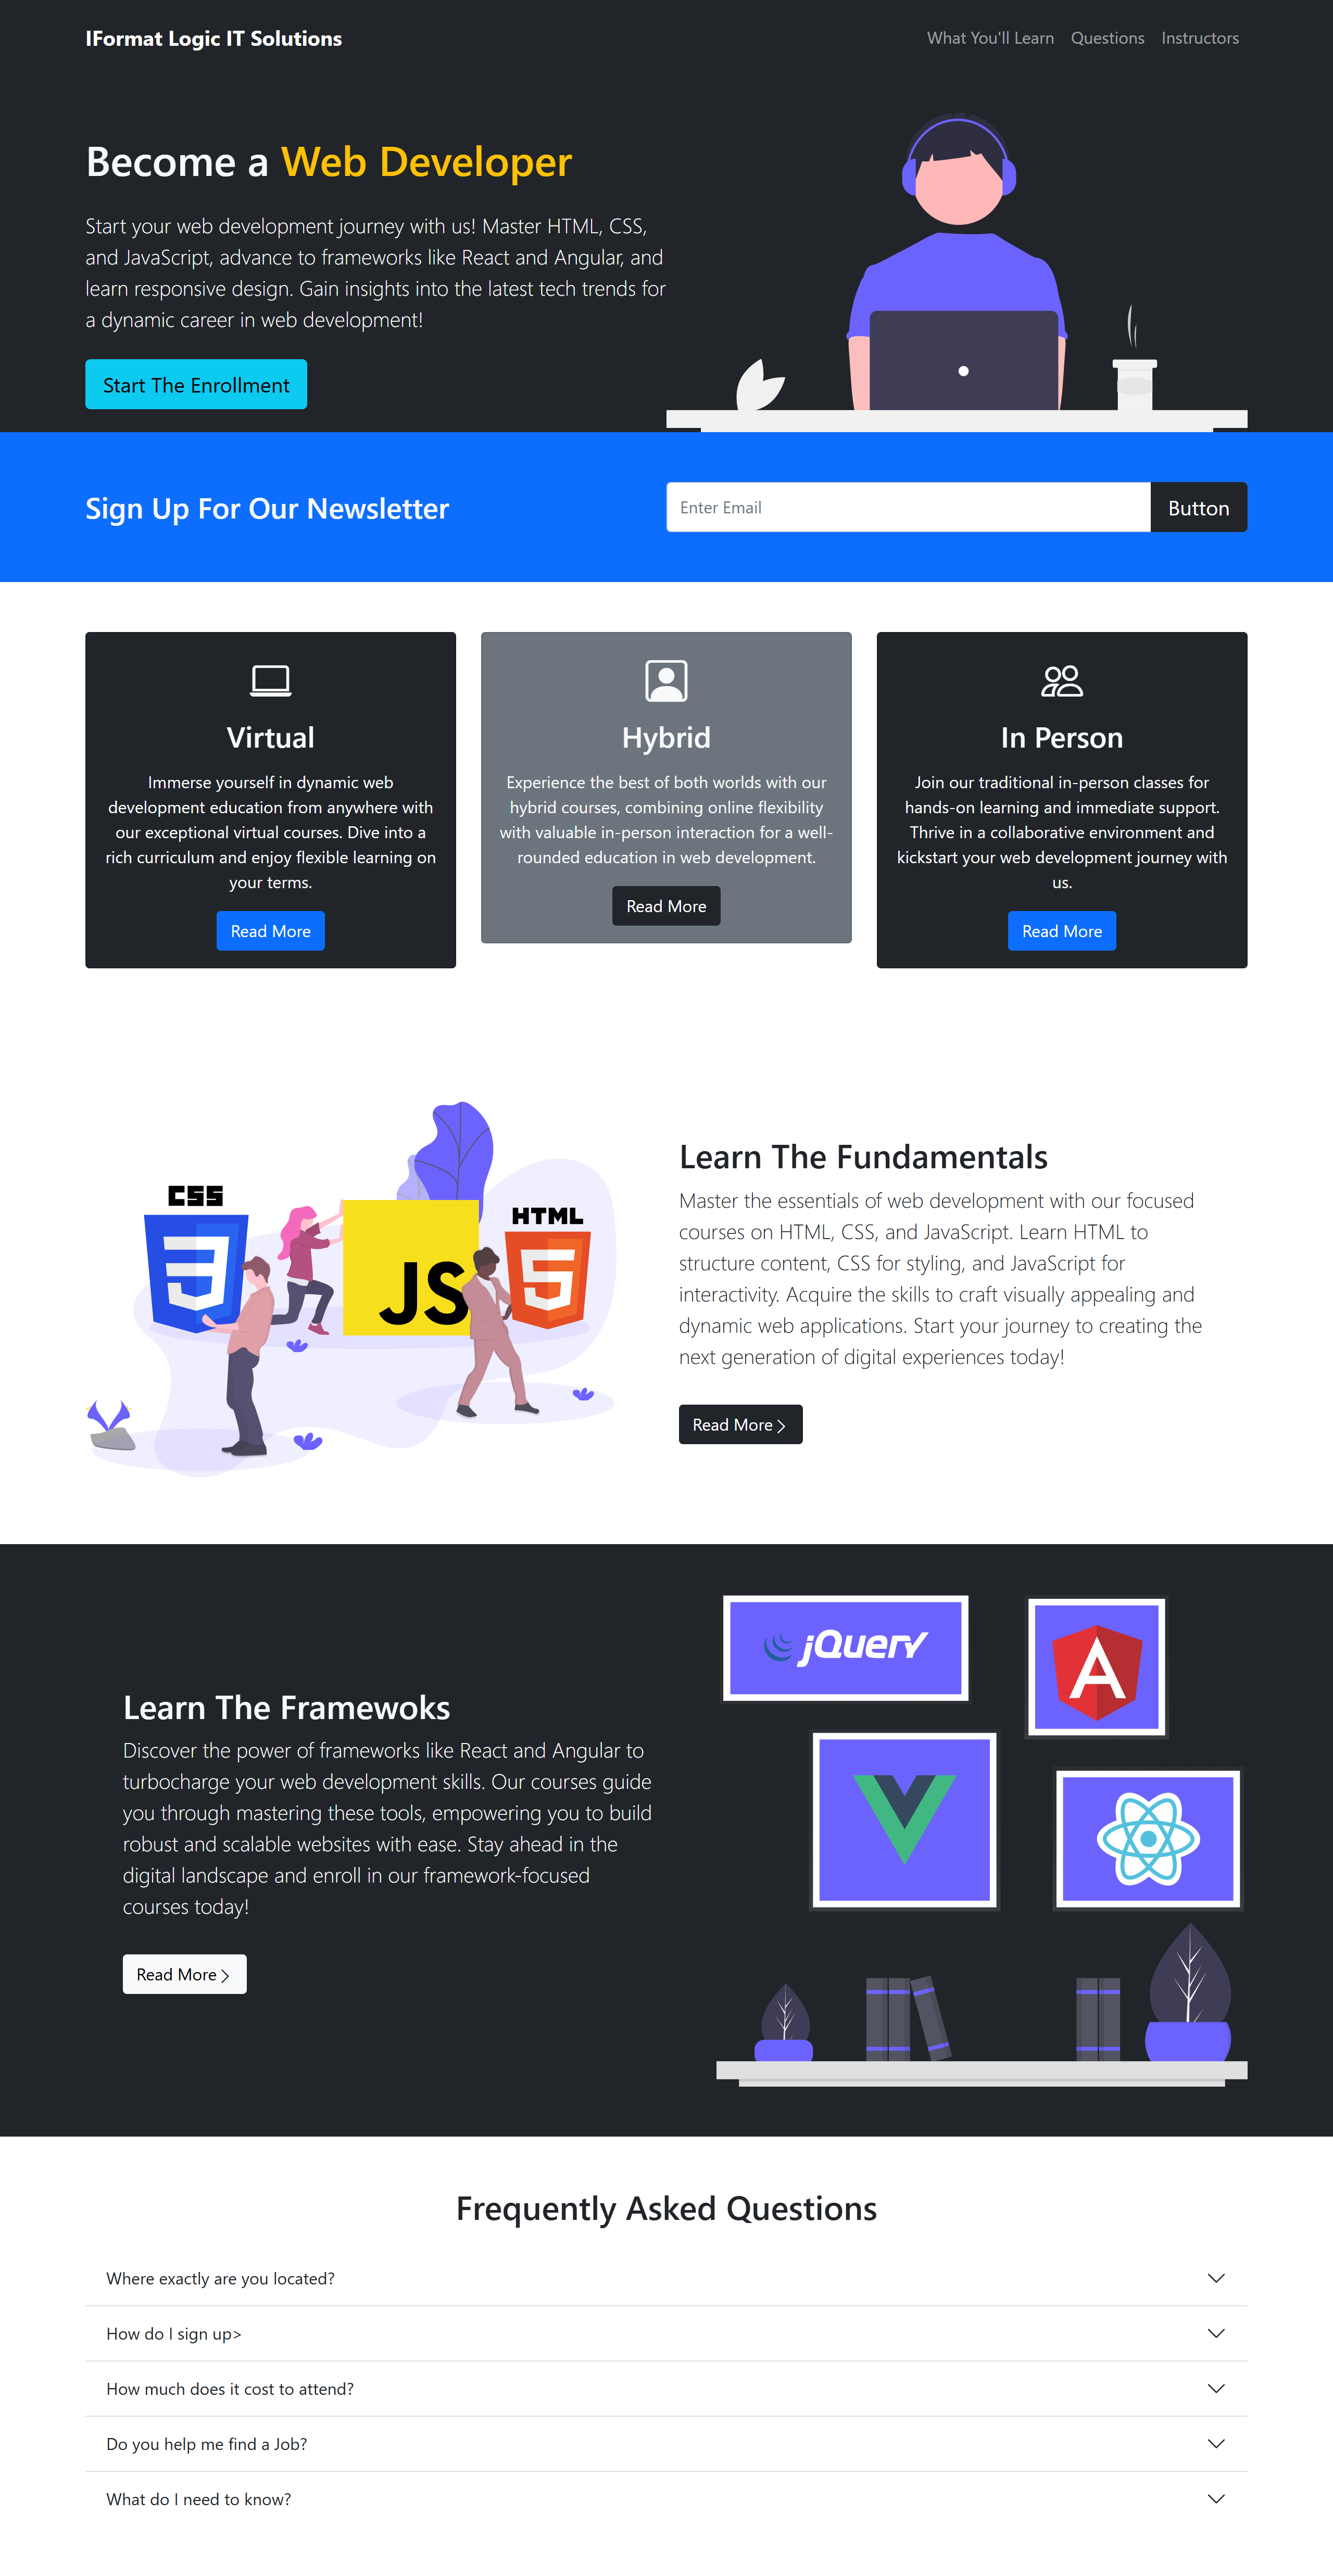 IFormat Logic IT Solutions
What You'll Learn Questions Instructors
Become a Web Developer
Start your web development journey with us! Master HTML, CSS,
and JavaScript, advance to frameworks like React and Angular, and
learn responsive design. Gain insights into the latest tech trends for
a dynamic career in web development!
Start The Enrollment
Sign Up For Our Newsletter
Enter Email
Button
Virtual
Immerse yourself in dynamic web
development education from anywhere with
our exceptional virtual courses. Dive into a
rich curriculum and enjoy flexible learning on
your terms.
Read More
Hybrid
Experience the best of both worlds with our
hybrid courses, combining online flexibility
with valuable in-person interaction for a well-
rounded education in web development.
Read More
In Person
Join our traditional in-person classes for
hands-on learning and immediate support.
Thrive in a collaborative environment and
kickstart your web development journey with
us.
Read More
CSS
JS
HTML
Learn The Fundamentals
Master the essentials of web development with our focused
courses on HTML, CSS, and JavaScript. Learn HTML to
structure content, CSS for styling, and JavaScript for
interactivity. Acquire the skills to craft visually appealing and
dynamic web applications. Start your journey to creating the
next generation of digital experiences today!
Read More
Learn The Framewoks
Discover the power of frameworks like React and Angular to
turbocharge your web development skills. Our courses guide
you through mastering these tools, empowering you to build
robust and scalable websites with ease. Stay ahead in the
digital landscape and enroll in our framework-focused
courses today!
Read More
jQuery
Frequently Asked Questions
Where exactly are you located?
How do I sign up>
How much does it cost to attend?
Do you help me find a Job?
What do I need to know?